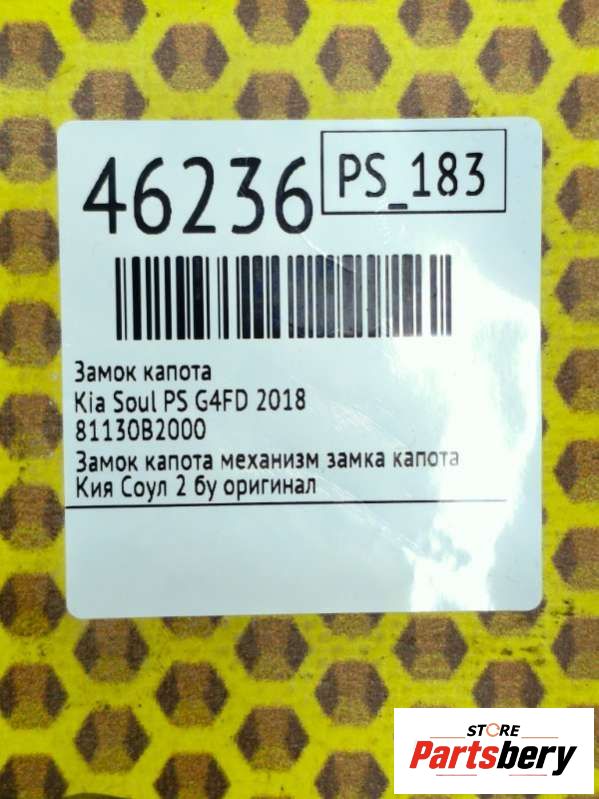 46236
PS_183
Замок капота
Kia Soul PS G4FD 2018
81130B2000
Замок капота механизм замка капота
Кия Соул 2 бу оригинал
STORE
Partsbery